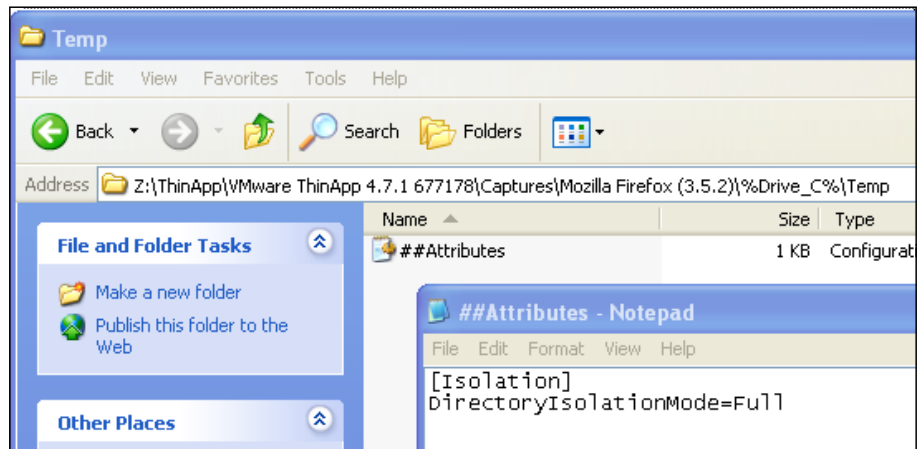 Temp
File Edit View Favorites Tools Help
Back Search Folders
Address Z:\ThinApp\VMware ThinApp 4.7.1 677178\Captures\Mozilla Firefox (3.5.2)\%Drive_C%\Temp
Name Size Type
File and Folder Tasks
##Attributes 1 KB Configurat
Make a new folder
Publish this folder to the
Web
Other Places
##Attributes - Notepad
File Edit Format View Help
[Isolation]
DirectoryIsolationMode=Full